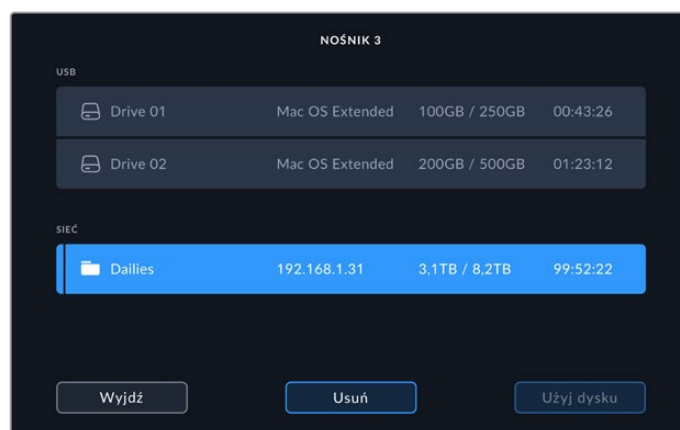 NOŚNIK 3
USB
Drive 01 Mac OS Extended 100GB / 250GB 00:43:26
Drive 02 Mac OS Extended 200GB / 500GB 01:23:12
SIEĆ
Dailies 192.168.1.31 3,1TB / 8,2TB 99:52:22
Wyjdź Usuń Użyj dysku